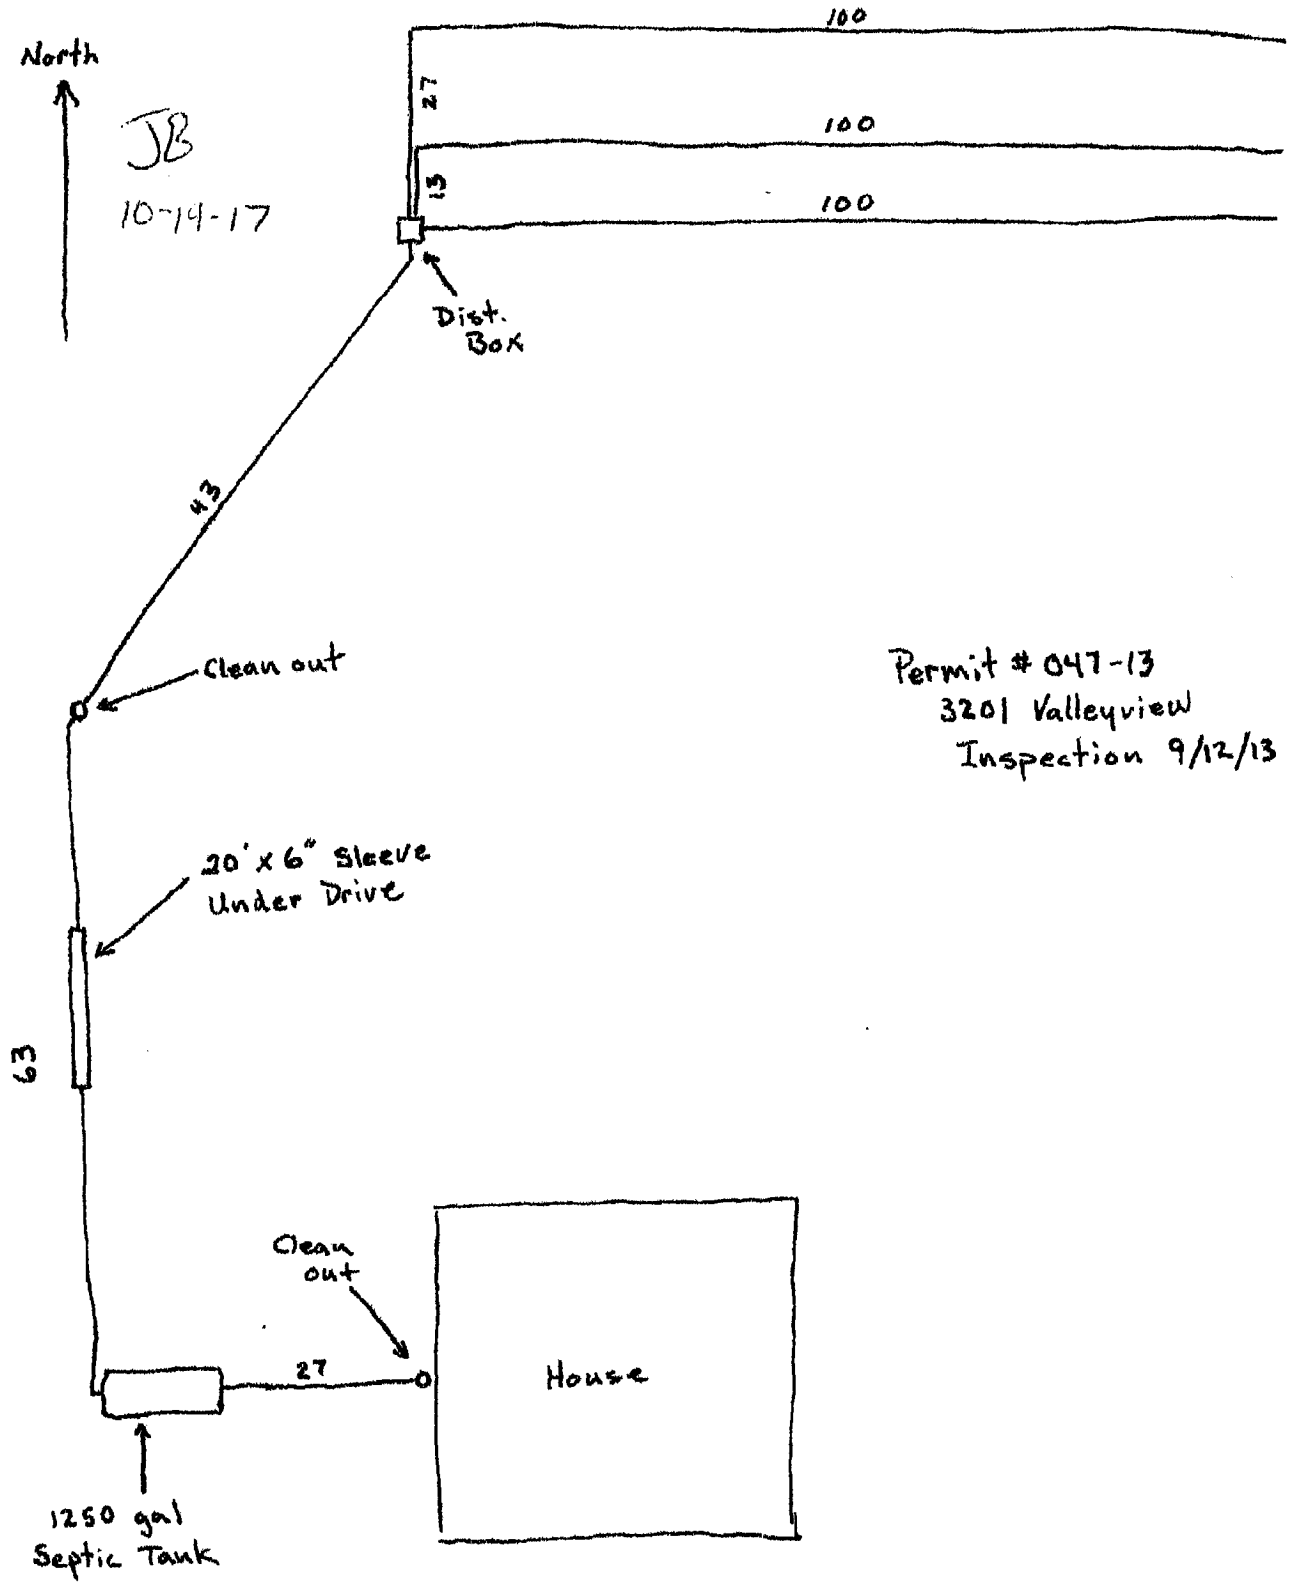 100
North
27
JB
100
10-14-17
13
100
Dist.
Box
43
Clean out
Permit # 047-13
3201 Valleyview
Inspection 9/12/13
20' x 6" Sleeve
Under Drive
63
Clean
out
27
House
1250 gal
Septic Tank